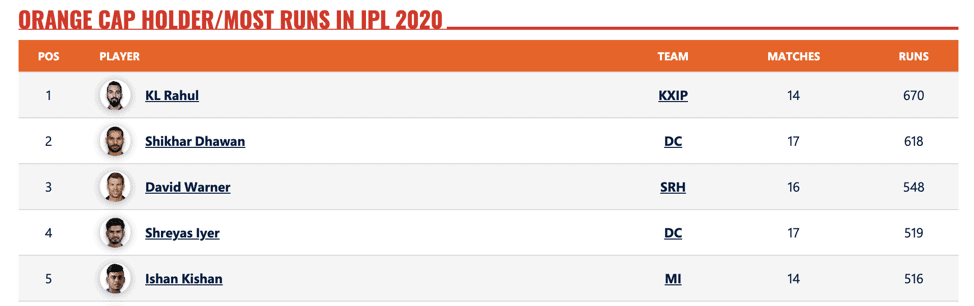 ORANGE CAP HOLDER/MOST RUNS IN IPL 2020
POS PLAYER TEAM MATCHES RUNS
1 KL Rahul KXIP 14 670
2 Shikhar Dhawan DC 17 618
3 David Warner SRH 16 548
4 Shreyas Iyer DC 17 519
5 Ishan Kishan MI 14 516